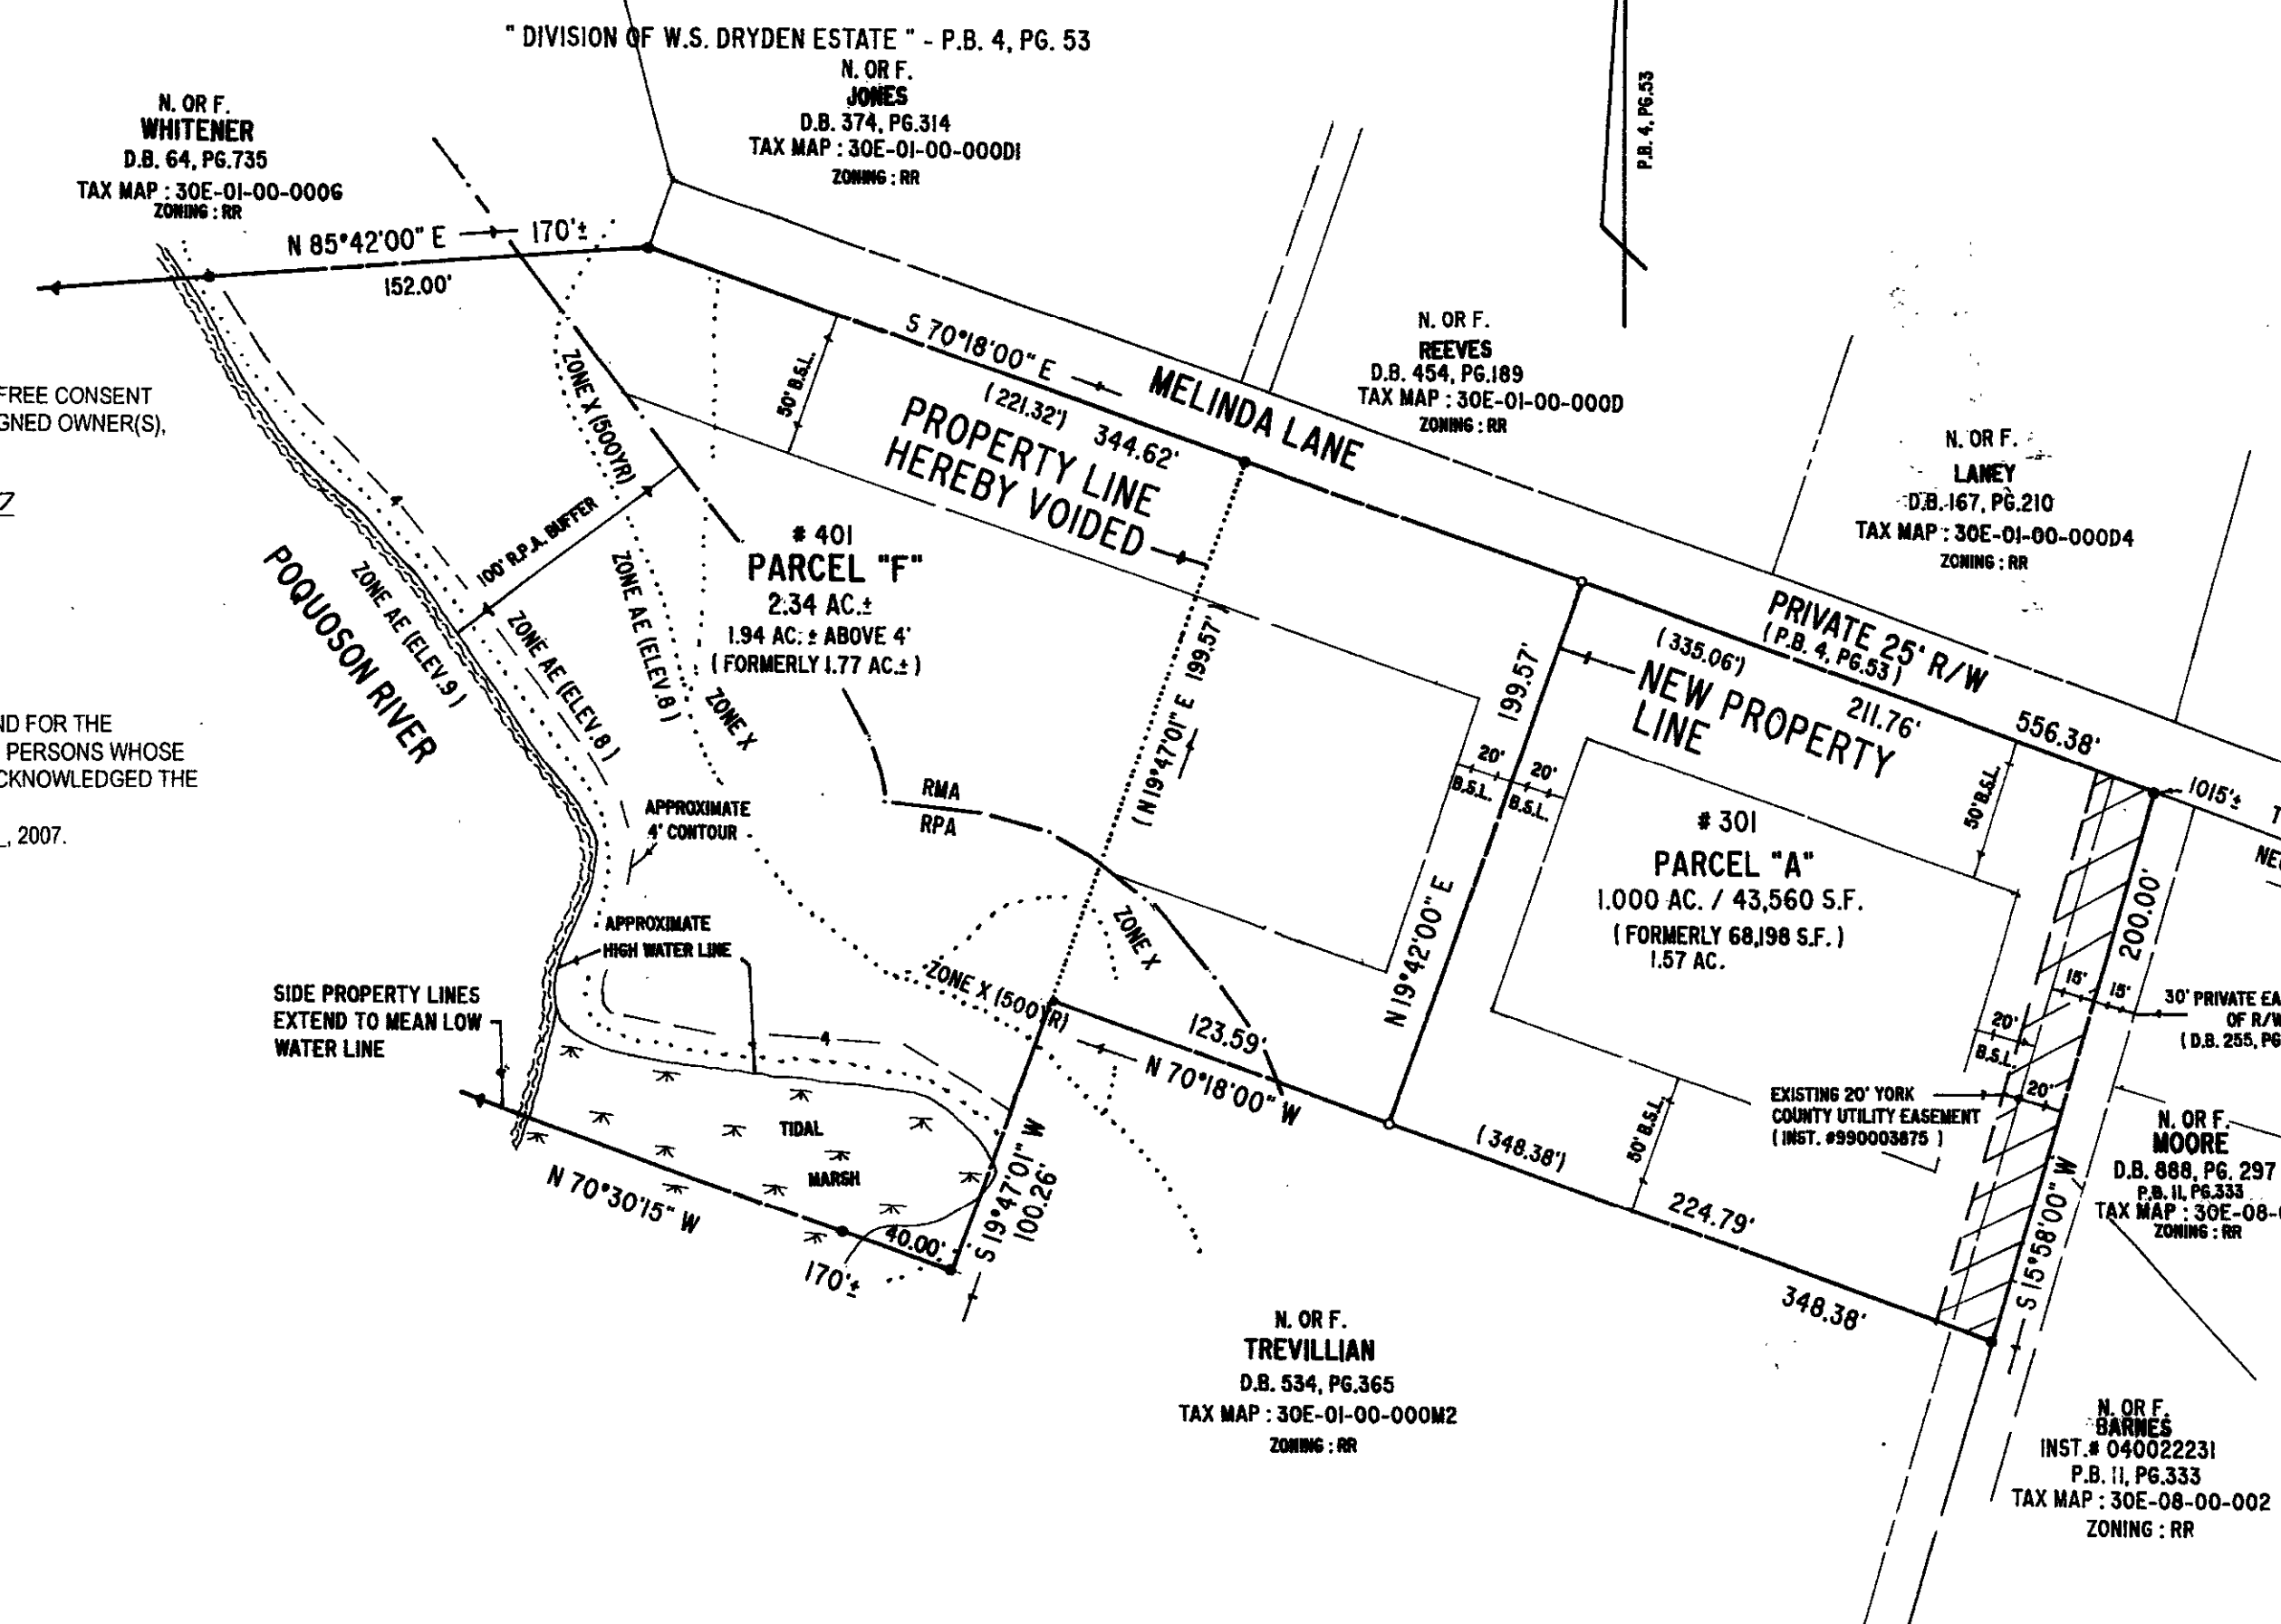 " DIVISION OF W.S. DRYDEN ESTATE " - P.B. 4, PG. 53
N. OR F.
JONES
D.B. 374, PG.314
TAX MAP : 30E-01-00-000D1
ZONING : RR
N. OR F.
WHITENER
D.B. 64, PG.735
TAX MAP : 30E-01-00-000G
ZONING : RR
P.B. 4, PG.53
N 85°42'00" E
170'±
152.00'
FREE CONSENT
GNED OWNER(S),
ND FOR THE
PERSONS WHOSE
CKNOWLEDGED THE
, 2007.
N. OR F.
REEVES
D.B. 454, PG.189
TAX MAP : 30E-01-00-000D
ZONING : RR
N. OR F.
LANEY
D.B. 167, PG.210
TAX MAP : 30E-01-00-000D4
ZONING : RR
S 70°18'00" E
( 221.32')
344.62'
MELINDA LANE
PROPERTY LINE
HEREBY VOIDED
50' B.S.L.
ZONE X (500YR)
100' R.P.A. BUFFER
ZONE AE (ELEV.8 )
ZONE AE (ELEV.9 )
ZONE AE (ELEV.8 )
ZONE X
POQUOSON RIVER
4
# 401
PARCEL "F"
2.34 AC.±
1.94 AC. ± ABOVE 4'
( FORMERLY 1.77 AC.± )
( N 19°47'01" E 199.57' )
199.57'
PRIVATE 25' R/W
( P.B. 4, PG.53 )
( 335.06')
211.76'
556.38'
NEW PROPERTY
LINE
1015'±
NE
20'
B.S.L.
20'
B.S.L.
50' B.S.L.
# 301
PARCEL "A"
1.000 AC. / 43,560 S.F.
( FORMERLY 68,198 S.F. )
1.57 AC.
RMA
RPA
APPROXIMATE
4' CONTOUR
APPROXIMATE
HIGH WATER LINE
SIDE PROPERTY LINES
EXTEND TO MEAN LOW
WATER LINE
ZONE X (500YR)
ZONE X
N 19°42'00" E
200.00'
15'
15'
30' PRIVATE EA
OF R/W
( D.B. 255, PG
20'
B.S.L.
20'
EXISTING 20' YORK
COUNTY UTILITY EASEMENT
( INST. #990003875 )
4
123.59'
N 70°18'00" W
( 348.38')
50' B.S.L.
224.79'
348.38'
S 15°58'00" W
TIDAL
MARSH
N 70°30'15" W
40.00'
170'±
S 19°47'01" W
100.26'
N. OR F.
MOORE
D.B. 888, PG. 297
P.B. 11, PG.333
TAX MAP : 30E-08-
ZONING : RR
N. OR F.
TREVILLIAN
D.B. 534, PG.365
TAX MAP : 30E-01-00-000M2
ZONING : RR
N. OR F.
BARNES
INST.# 040022231
P.B. 11, PG.333
TAX MAP : 30E-08-00-002
ZONING : RR